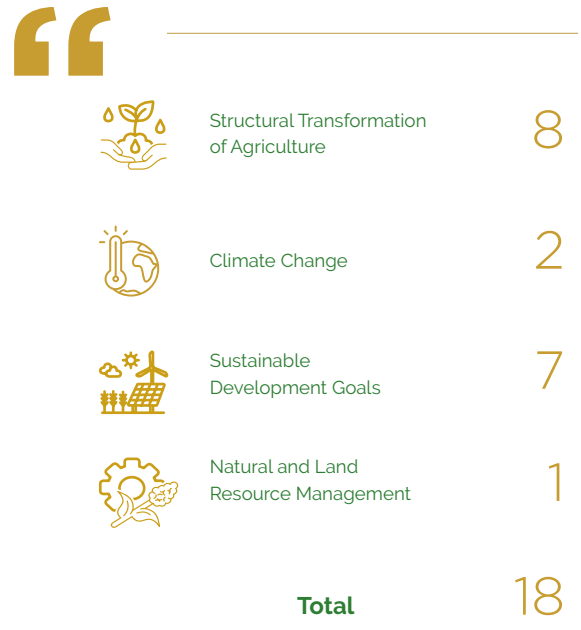 “
Structural Transformation
of Agriculture
8
Climate Change
2
Sustainable
Development Goals
7
Natural and Land
Resource Management
1
Total
18